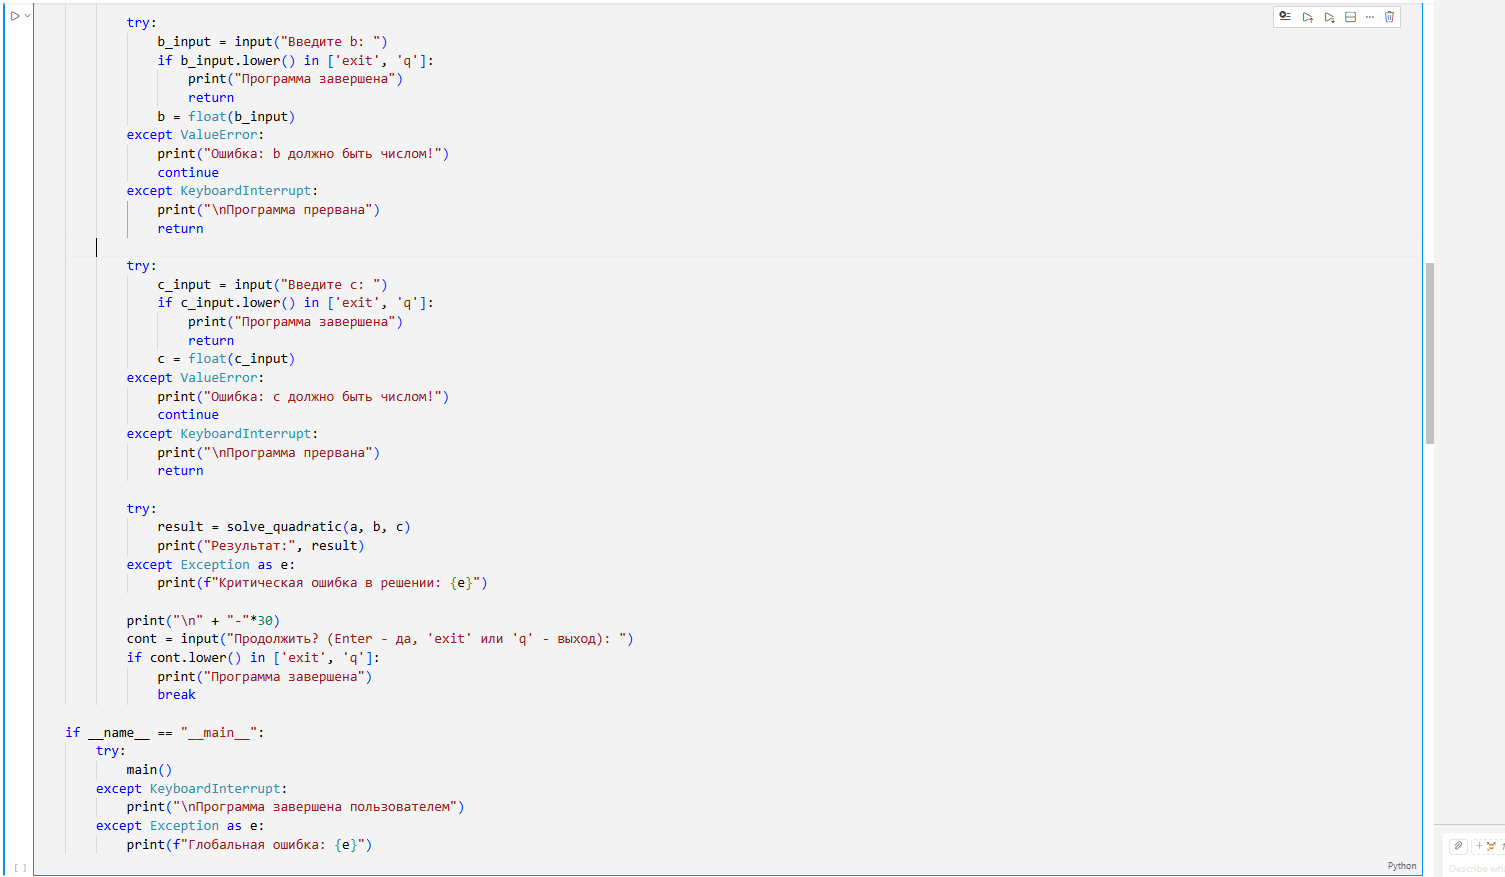 try:
b_input = input("Введите b: ")
if b_input.lower() in ['exit', 'q']:
print("Программа завершена")
return
b = float(b_input)
except ValueError:
print("Ошибка: b должно быть числом!")
continue
except KeyboardInterrupt:
print("\nПрограмма прервана")
return
try:
c_input = input("Введите c: ")
if c_input.lower() in ['exit', 'q']:
print("Программа завершена")
return
c = float(c_input)
except ValueError:
print("Ошибка: c должно быть числом!")
continue
except KeyboardInterrupt:
print("\nПрограмма прервана")
return
try:
result = solve_quadratic(a, b, c)
print("Результат:", result)
except Exception as e:
print(f"Критическая ошибка в решении: {e}")
print("\n" + "-"*30)
cont = input("Продолжить? (Enter - да, 'exit' или 'q' - выход): ")
if cont.lower() in ['exit', 'q']:
print("Программа завершена")
break
if __name__ == "__main__":
try:
main()
except KeyboardInterrupt:
print("\nПрограмма завершена пользователем")
except Exception as e:
print(f"Глобальная ошибка: {e}")
[ ]
Python
Describe